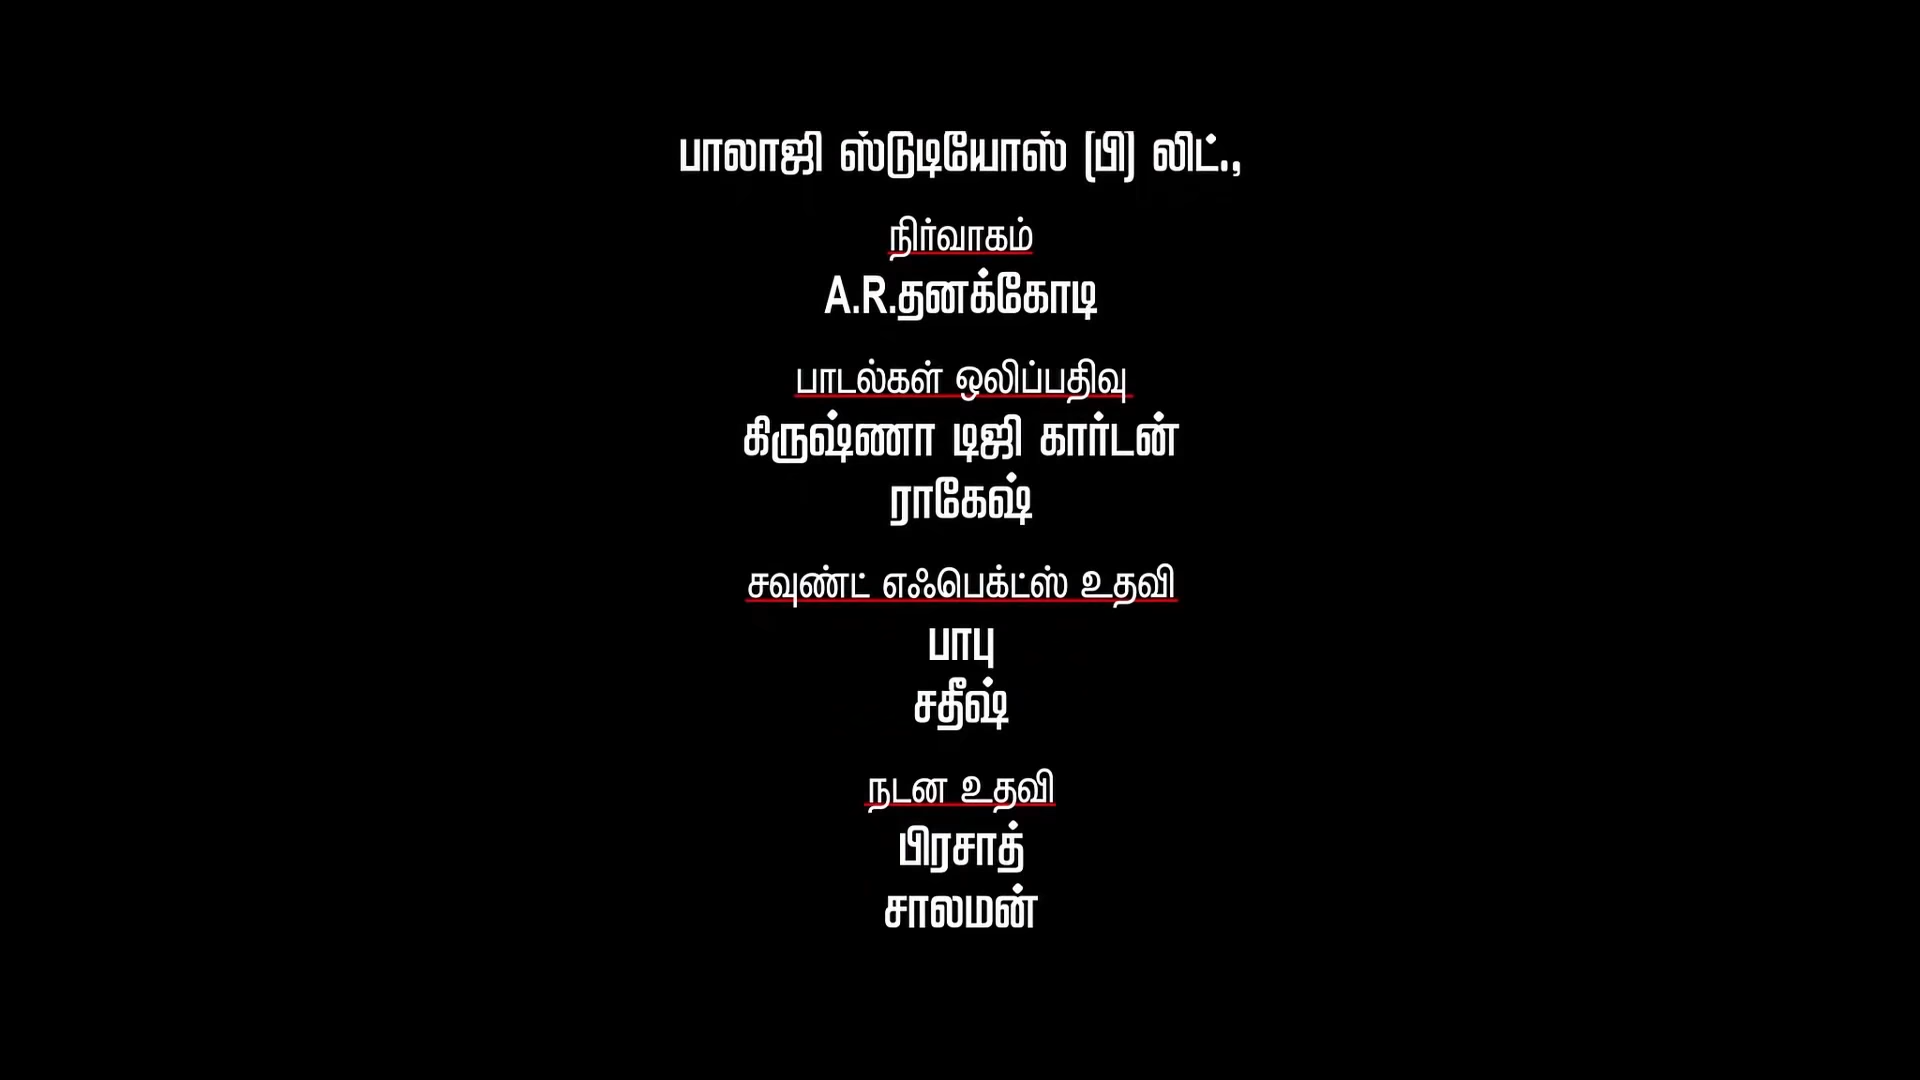 பாலாஜி ஸ்டுடியோஸ் (பி) லிட்.,
நிர்வாகம்
A.R.தனக்கோடி
பாடல்கள் ஒலிப்பதிவு
கிருஷ்ணா டிஜி கார்டன்
ராகேஷ்
சவுண்ட் எஃபெக்ட்ஸ் உதவி
பாபு
சதீஷ்
நடன உதவி
பிரசாத்
சாலமன்